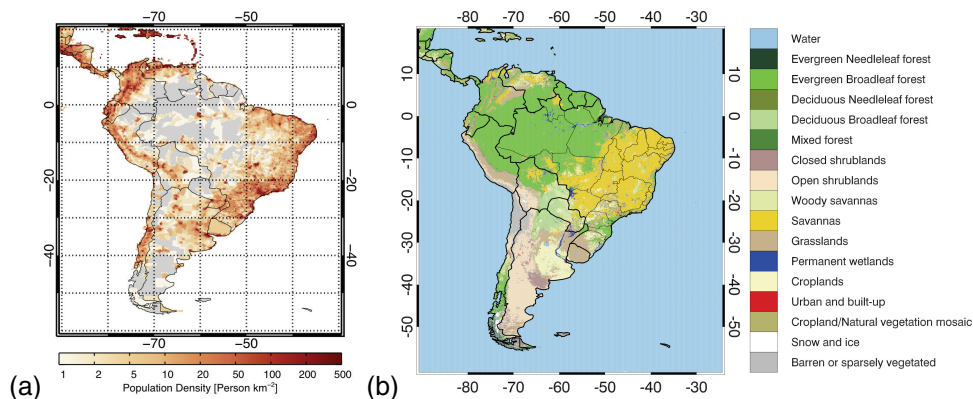 −70 −60 −50 −40
0
−20
−40
0
−20
−40
−70 −60 −50 −40
1 2 5 10 20 50 100 200 500
Population Density [Person km⁻²]
(a)
-80 -70 -60 -50 -40 -30
10
0
-10
-20
-30
-40
-50
10
0
-10
-20
-30
-40
-50
-80 -70 -60 -50 -40 -30
(b)
Water
Evergreen Needleleaf forest
Evergreen Broadleaf forest
Deciduous Needleleaf forest
Deciduous Broadleaf forest
Mixed forest
Closed shrublands
Open shrublands
Woody savannas
Savannas
Grasslands
Permanent wetlands
Croplands
Urban and built-up
Cropland/Natural vegetation mosaic
Snow and ice
Barren or sparsely vegetated